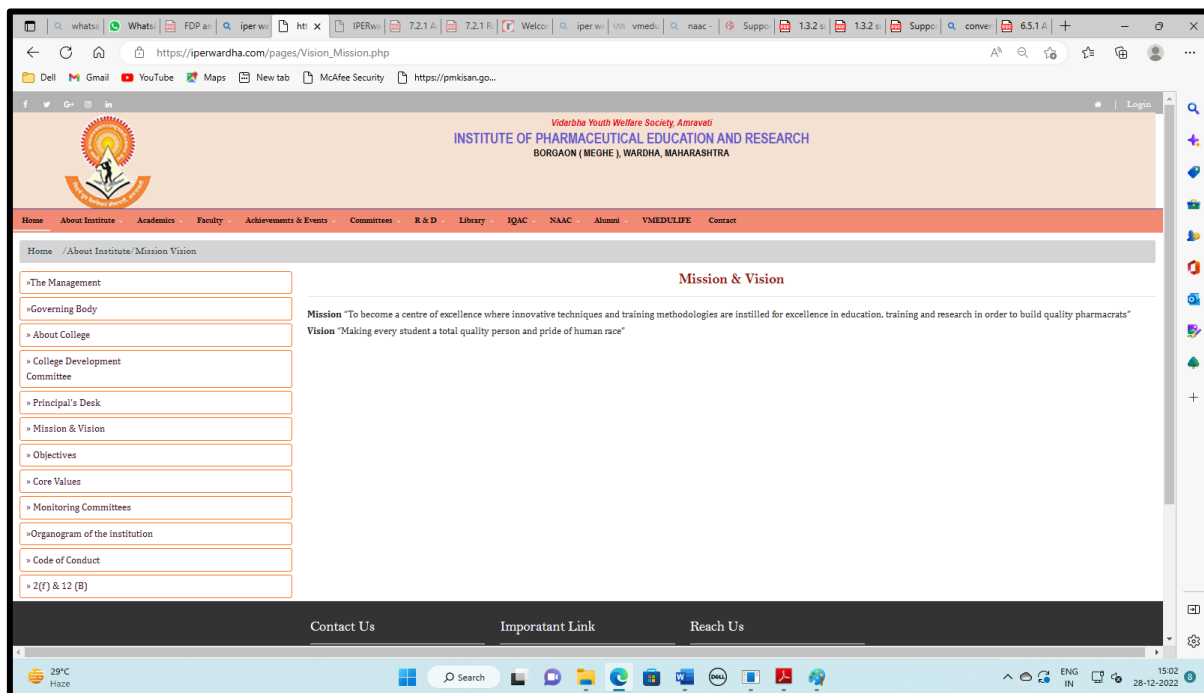 whatsa
Whats
FDP an
iper wa
ht
IPERwa
7.2.1 A
7.2.1 R
Welcor
iper wa
vmedu
naac -
Suppo
1.3.2 s
1.3.2 s
Suppo
conver
6.5.1 A
https://iperwardha.com/pages/Vision_Mission.php
Dell Gmail YouTube Maps New tab McAfee Security https://pmkisan.go...
Login
Vidarbha Youth Welfare Society, Amravati
INSTITUTE OF PHARMACEUTICAL EDUCATION AND RESEARCH
BORGAON ( MEGHE ), WARDHA, MAHARASHTRA
Home About Institute Academics Faculty Achievements & Events Committees R & D Library IQAC NAAC Alumni VMEDULIFE Contact
Home /About Institute/Mission Vision
»The Management
»Governing Body
» About College
» College Development
Committee
» Principal's Desk
» Mission & Vision
» Objectives
» Core Values
» Monitoring Committees
»Organogram of the institution
» Code of Conduct
» 2(f) & 12 (B)
Mission & Vision
Mission “To become a centre of excellence where innovative techniques and training methodologies are instilled for excellence in education, training and research in order to build quality pharmacrats”
Vision “Making every student a total quality person and pride of human race”
Contact Us
Imporatant Link
Reach Us
29°C
Haze
Search
DELL
ENG
IN
15:02
28-12-2022
8